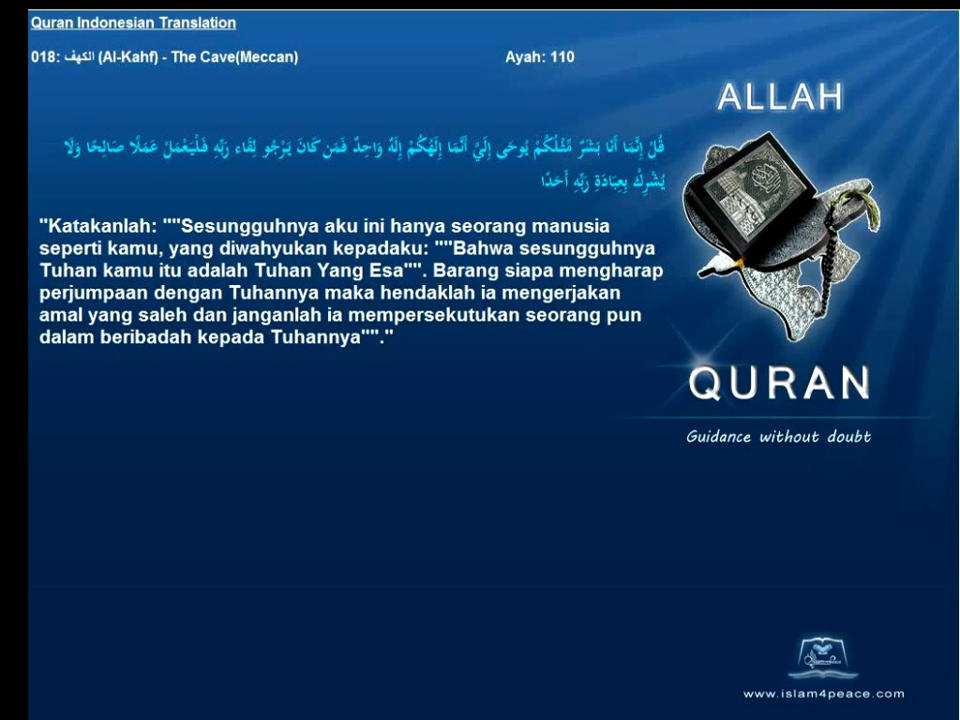 Quran Indonesian Translation
018: الكهف (Al-Kahf) - The Cave(Meccan)
Ayah: 110
قُلْ إِنَّمَا أَنَا بَشَرٌ مِّثْلُكُمْ يُوحَى إِلَيَّ أَنَّمَا إِلَهُكُمْ إِلَهٌ وَاحِدٌ فَمَن كَانَ يَرْجُو لِقَاء رَبِّهِ فَلْيَعْمَلْ عَمَلًا صَالِحًا وَلَا
يُشْرِكْ بِعِبَادَةِ رَبِّهِ أَحَدًا
"Katakanlah: ""Sesungguhnya aku ini hanya seorang manusia
seperti kamu, yang diwahyukan kepadaku: ""Bahwa sesungguhnya
Tuhan kamu itu adalah Tuhan Yang Esa"". Barang siapa mengharap
perjumpaan dengan Tuhannya maka hendaklah ia mengerjakan
amal yang saleh dan janganlah ia mempersekutukan seorang pun
dalam beribadah kepada Tuhannya""."
ALLAH
QURAN
Guidance without doubt
www.islam4peace.com